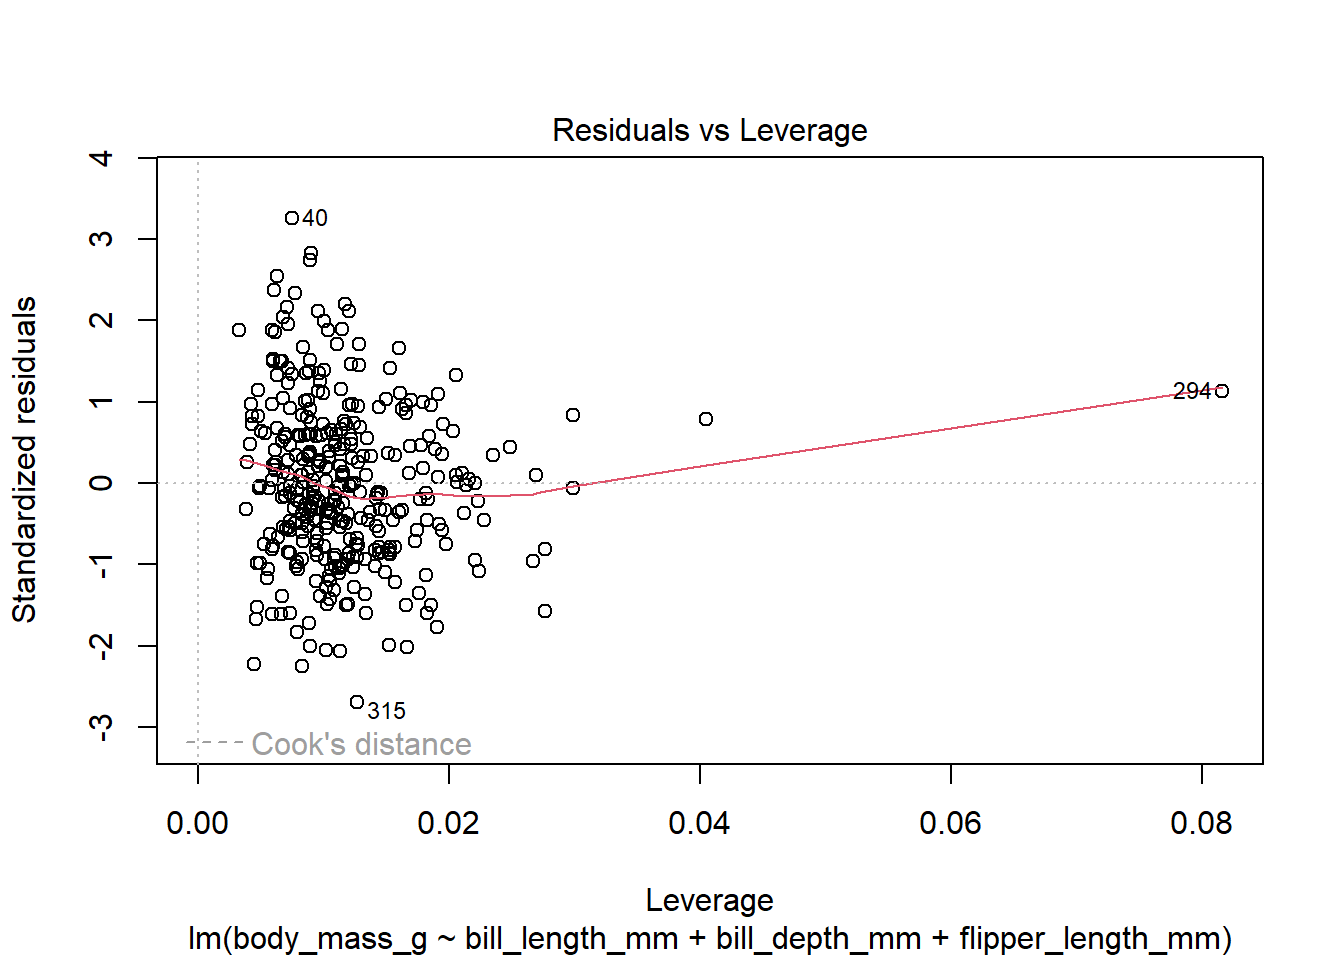 Residuals vs Leverage
4
3
2
1
0
-1
-2
-3
Standardized residuals
40
294
315
Cook's distance
0.00 0.02 0.04 0.06 0.08
Leverage
lm(body_mass_g ~ bill_length_mm + bill_depth_mm + flipper_length_mm)